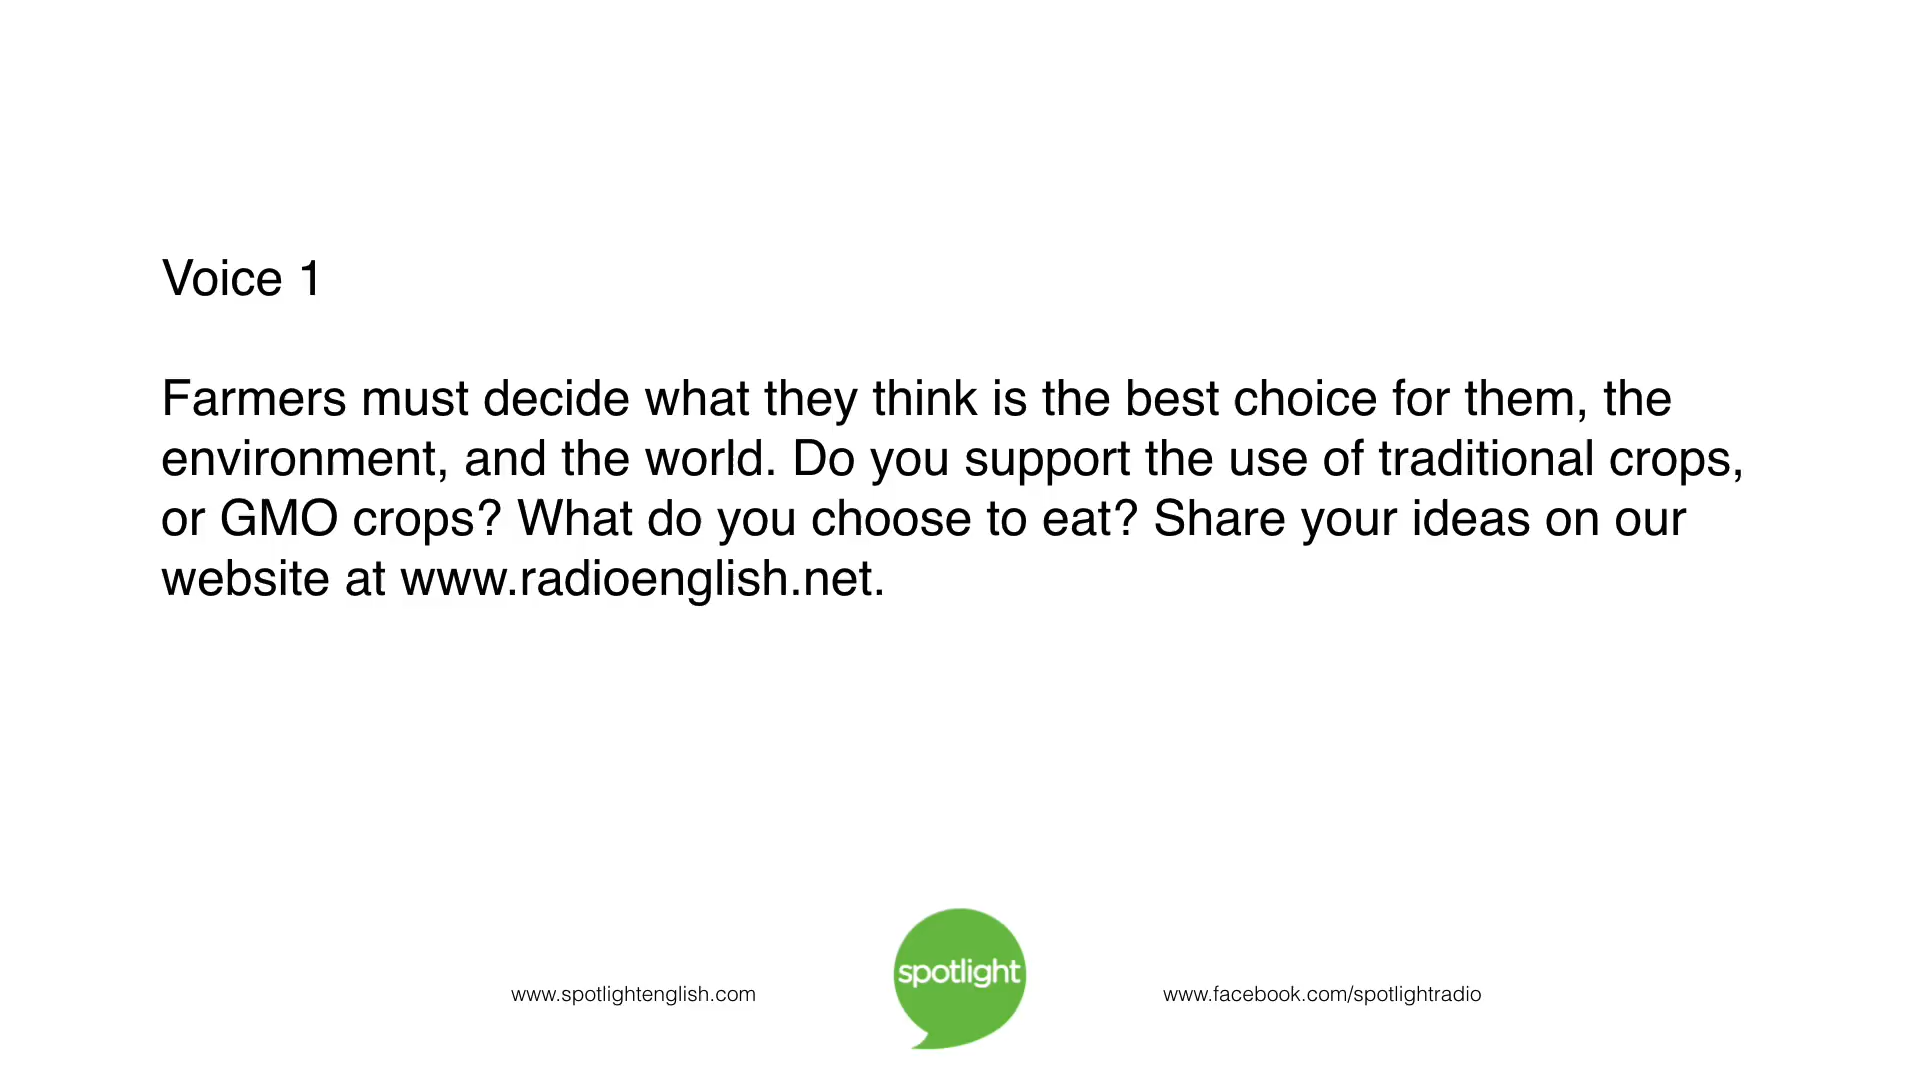 Voice 1
Farmers must decide what they think is the best choice for them, the
environment, and the world. Do you support the use of traditional crops,
or GMO crops? What do you choose to eat? Share your ideas on our
website at www.radioenglish.net.
spotlight
www.spotlightenglish.com
www.facebook.com/spotlightradio